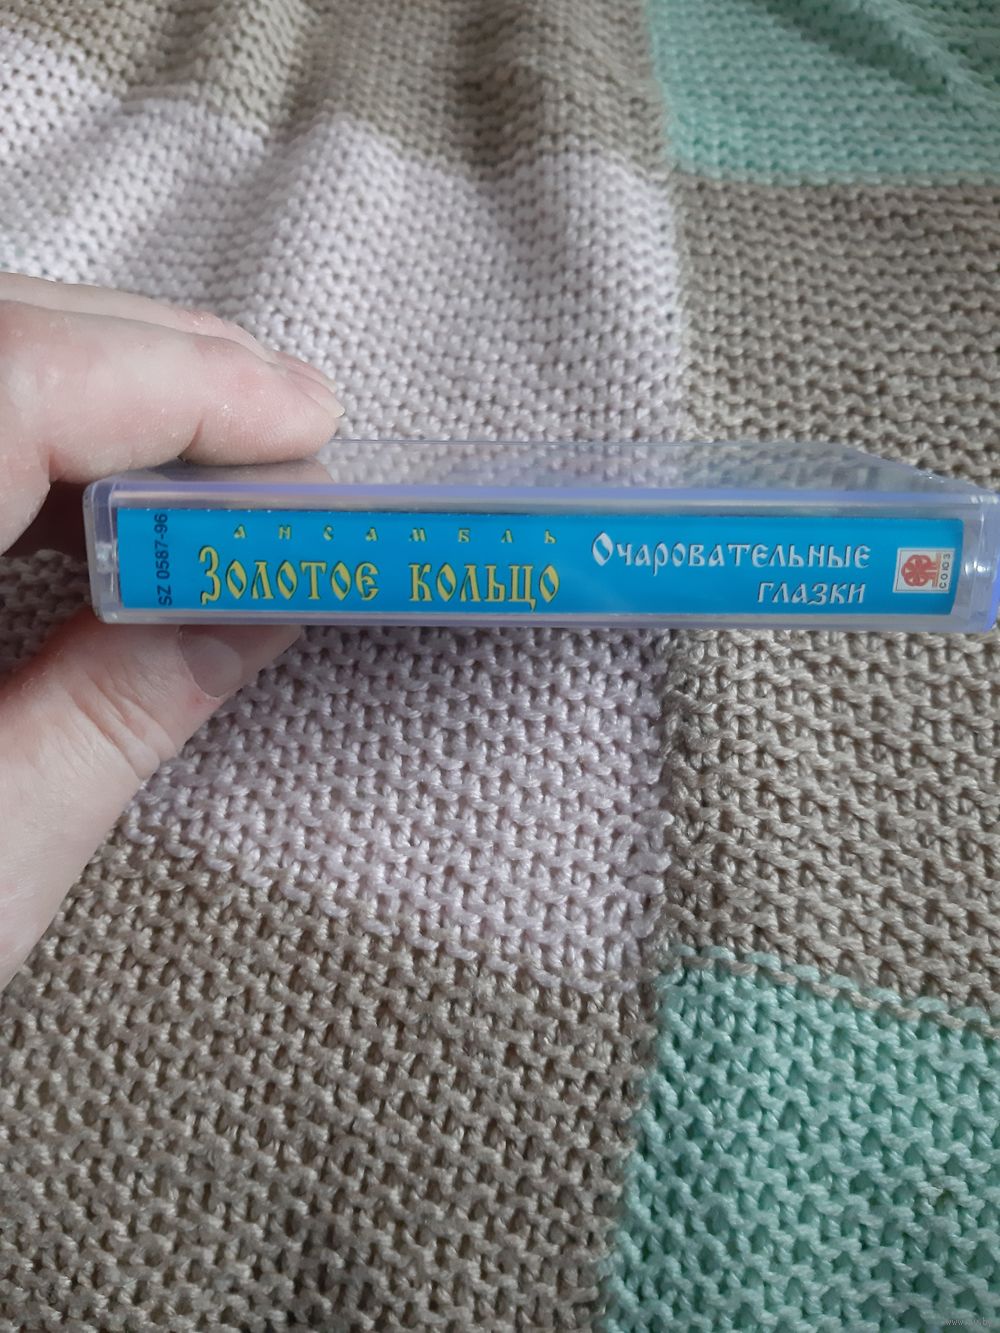 SZ 0587-96
АНСАМБЛЬ
ЗОЛОТОЕ КОЛЬЦО
ОЧАРОВАТЕЛЬНЫЕ
ГЛАЗКИ
СОЮЗ